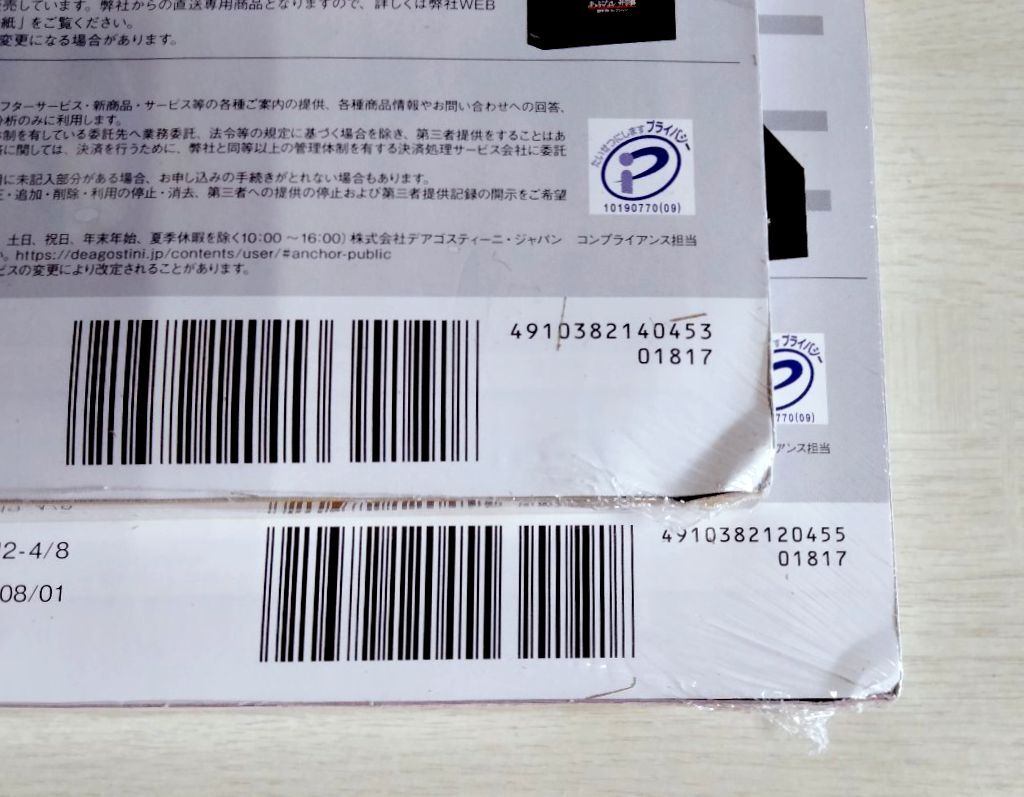 売しています。弊社からの直送専用商品となりますので、詳しくは弊社WEB
紙」をご覧ください。
変更になる場合があります。
フターサービス・新商品・サービス等の各種ご案内の提供、各種商品情報やお問い合わせへの回答、
分析のみに利用します。
制を有している委託先へ業務委託、法令等の規定に基づく場合を除き、第三者提供をすることはあ
に関しては、決済を行うために、弊社と同等以上の管理体制を有する決済処理サービス会社に委託
に未記入部分がある場合、お申し込みの手続きがとれない場合もあります。
・追加・削除・利用の停止・消去、第三者への提供の停止および第三者提供記録の開示をご希望
土日、祝日、年末年始、夏季休暇を除く10:00～16:00) 株式会社デアゴスティーニ・ジャパン コンプライアンス担当
。https://deagostini.jp/contents/user/#anchor-public
ビスの変更により改定されることがあります。
たいせつにしますプライバシー
10190770(09)
4910382140453
01817
すプライバシー
770(09)
アンス担当
2-4/8
08/01
4910382120455
01817